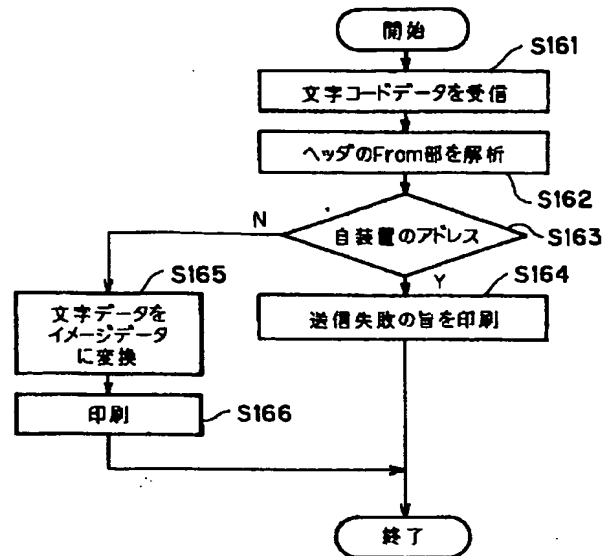 開始
S161
文字コードデータを受信
ヘッダのFrom部を解析
S162
N
自装置のアドレス
S163
Y
S165
S164
文字データを
イメージデータ
に変換
送信失敗の旨を印刷
印刷
S166
終了